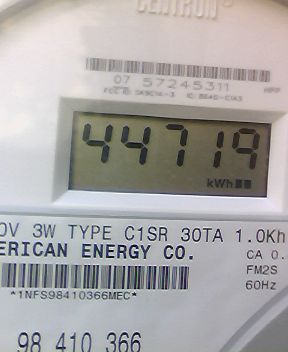 CENTRON®
07 57245311
44719
kWh
0V 3W TYPE C1SR 30TA 1.0Kh
ERICAN ENERGY CO.
CA 0.
FM2S
*1NFS98410366MEC*
60Hz
98 410 366